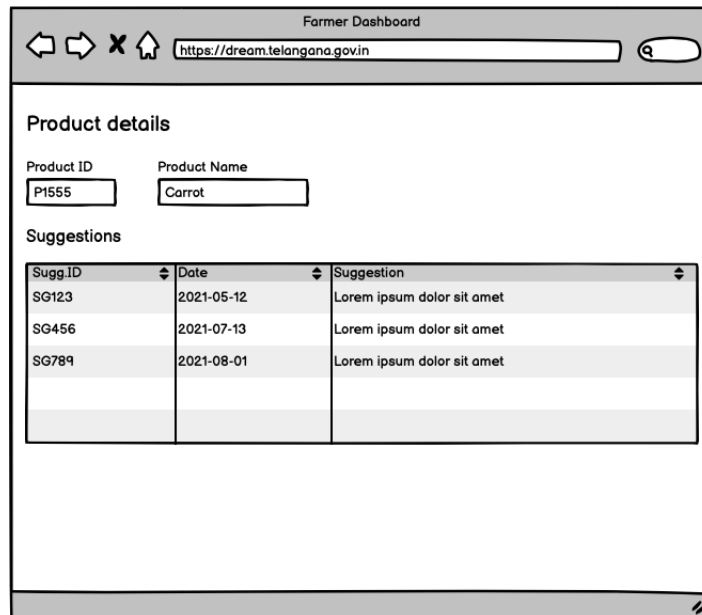 Farmer Dashboard
https://dream.telangana.gov.in
Product details
Product ID Product Name
P1555 Carrot
Suggestions
Sugg.ID Date Suggestion
SG123 2021-05-12 Lorem ipsum dolor sit amet
SG456 2021-07-13 Lorem ipsum dolor sit amet
SG789 2021-08-01 Lorem ipsum dolor sit amet